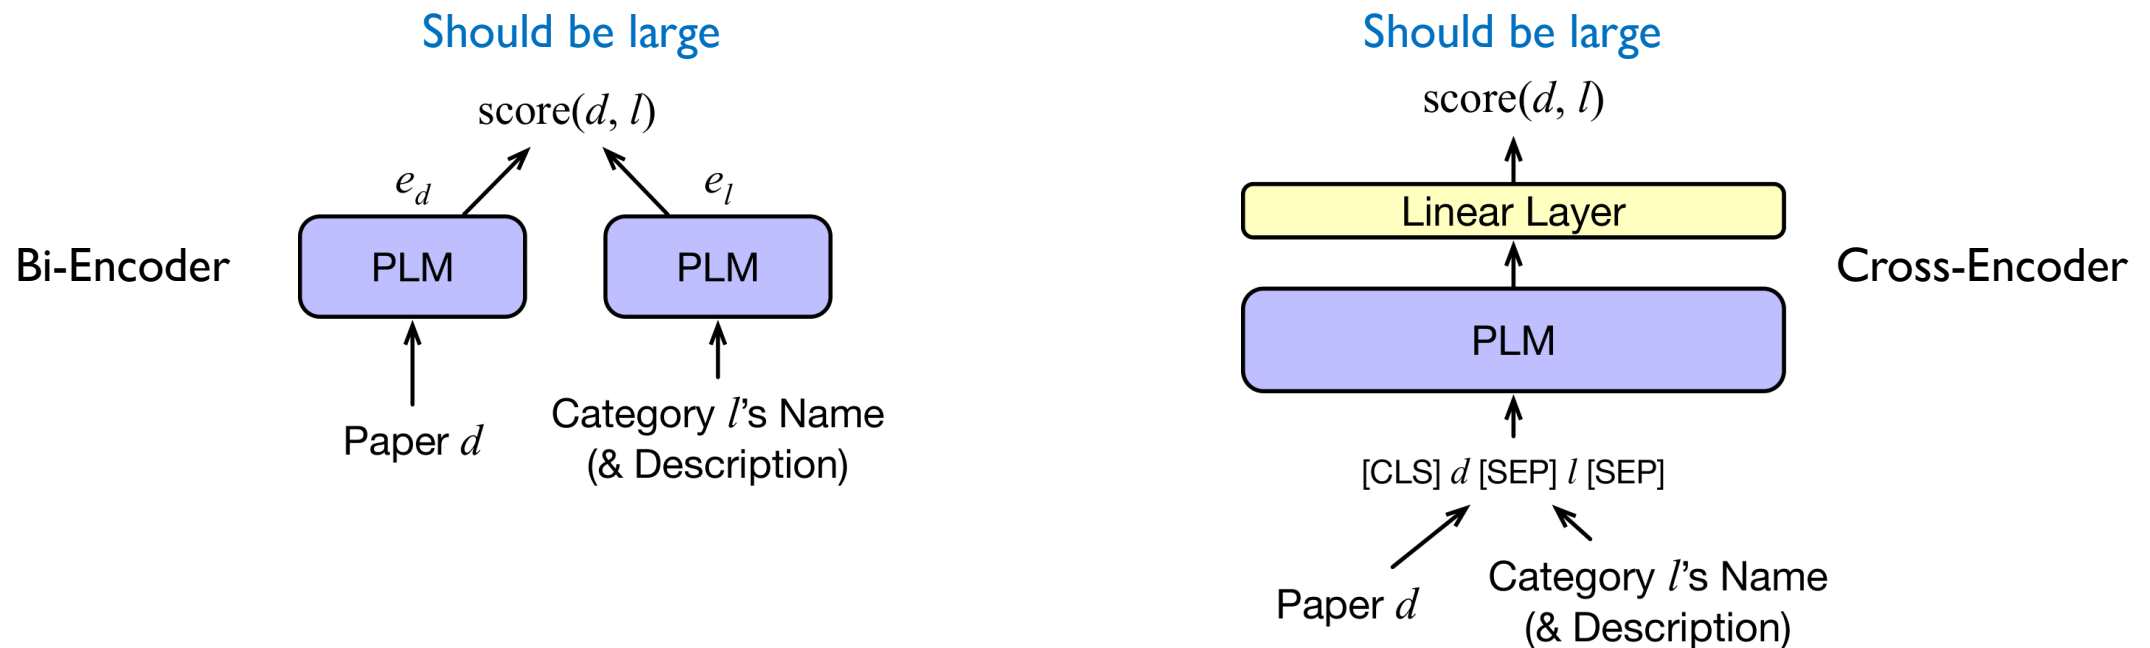 Should be large
score(d, l)
e_d
e_l
Bi-Encoder
PLM
PLM
Paper d
Category l's Name
(& Description)
Should be large
score(d, l)
Linear Layer
Cross-Encoder
PLM
[CLS] d [SEP] l [SEP]
Paper d
Category l's Name
(& Description)